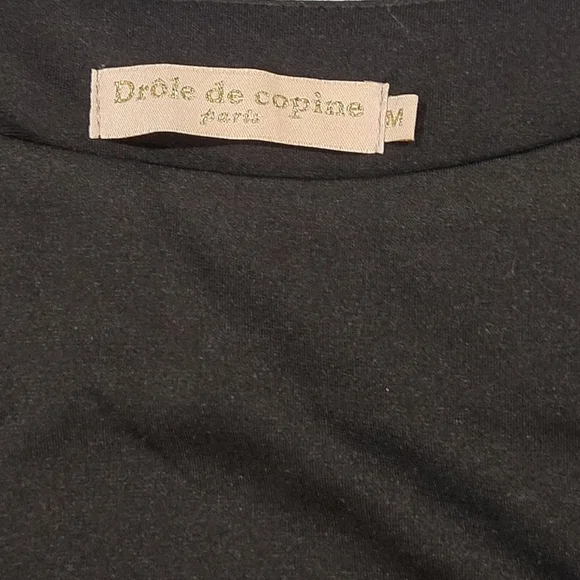 Drôle de copine
paris
M